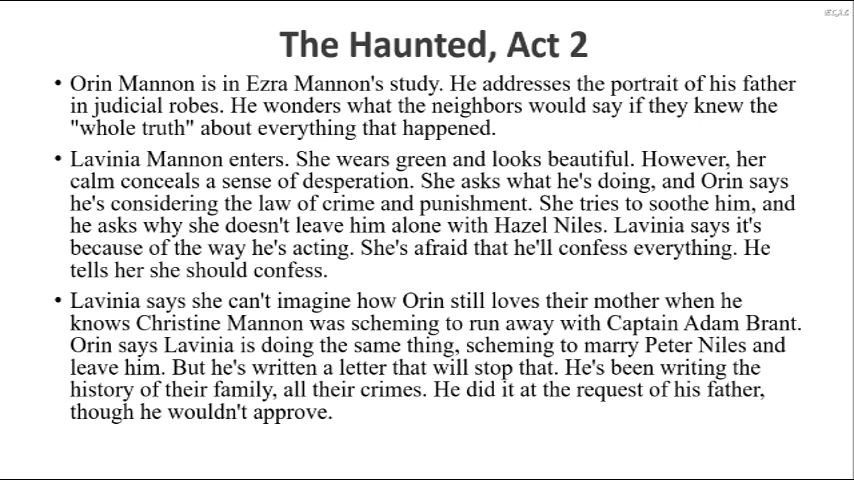 The Haunted, Act 2
• Orin Mannon is in Ezra Mannon's study. He addresses the portrait of his father
in judicial robes. He wonders what the neighbors would say if they knew the
"whole truth" about everything that happened.
• Lavinia Mannon enters. She wears green and looks beautiful. However, her
calm conceals a sense of desperation. She asks what he's doing, and Orin says
he's considering the law of crime and punishment. She tries to soothe him, and
he asks why she doesn't leave him alone with Hazel Niles. Lavinia says it's
because of the way he's acting. She's afraid that he'll confess everything. He
tells her she should confess.
• Lavinia says she can't imagine how Orin still loves their mother when he
knows Christine Mannon was scheming to run away with Captain Adam Brant.
Orin says Lavinia is doing the same thing, scheming to marry Peter Niles and
leave him. But he's written a letter that will stop that. He's been writing the
history of their family, all their crimes. He did it at the request of his father,
though he wouldn't approve.